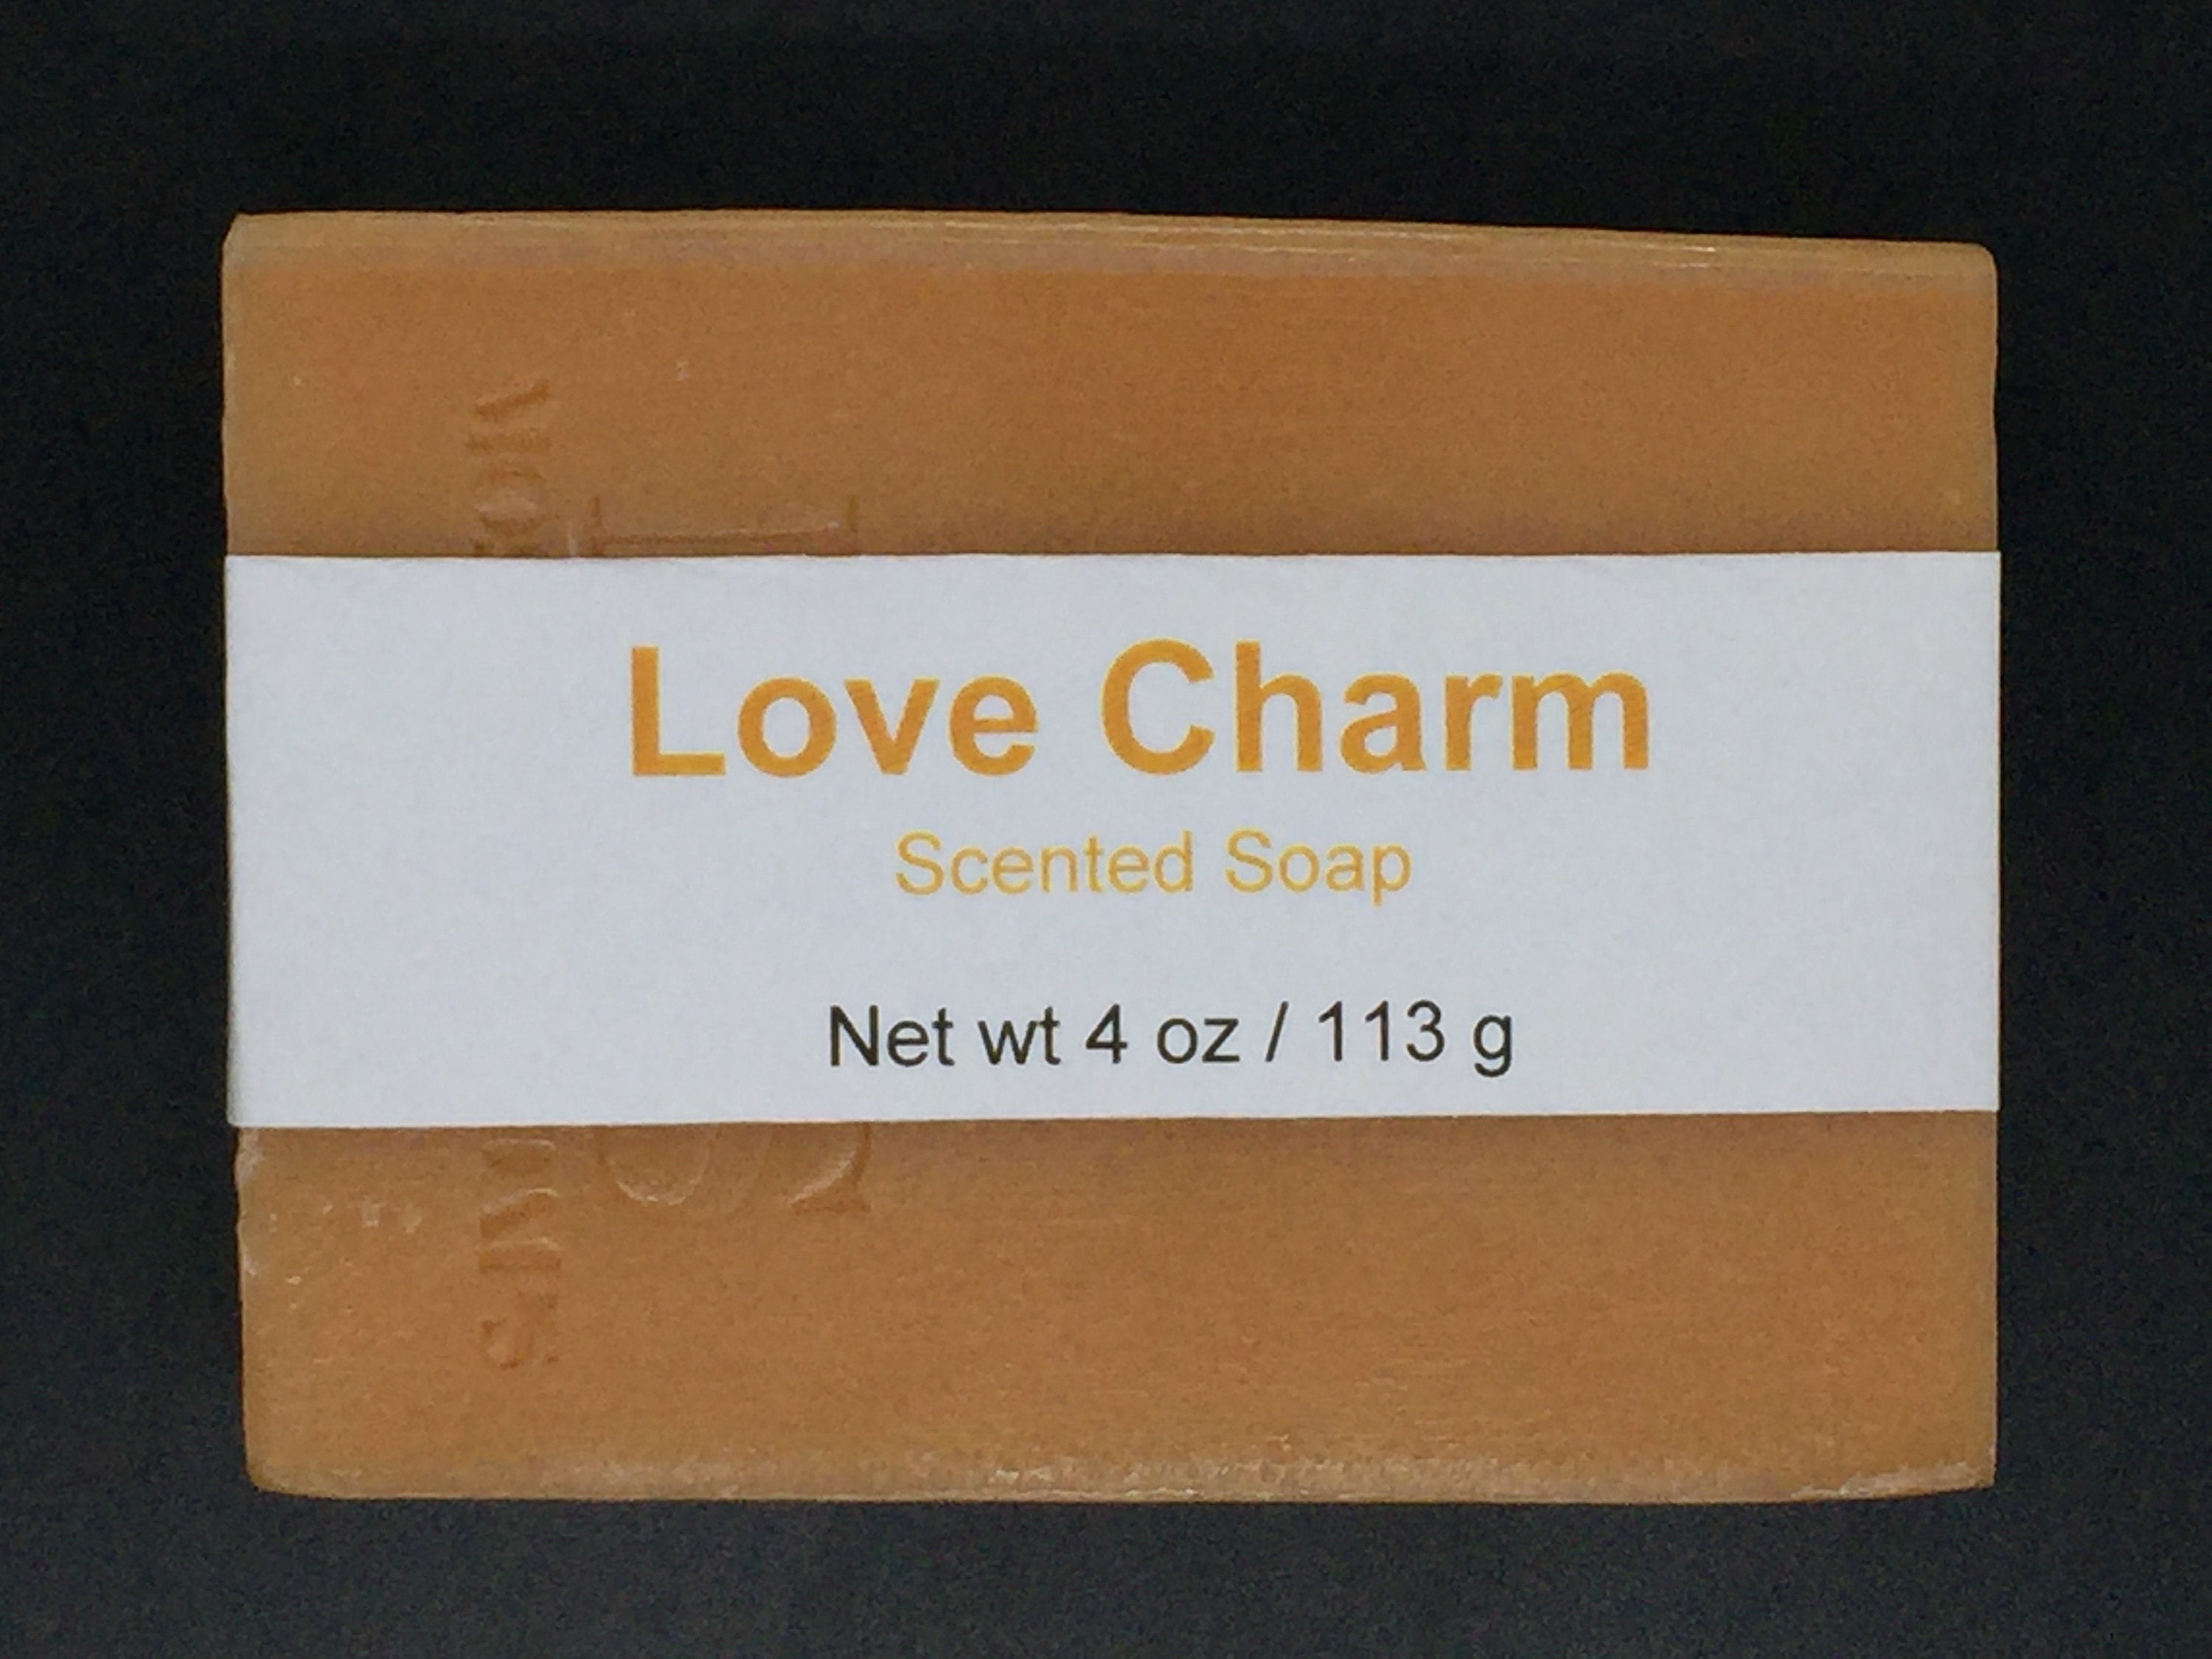 Love Charm
Scented Soap
Net wt 4 oz / 113 g